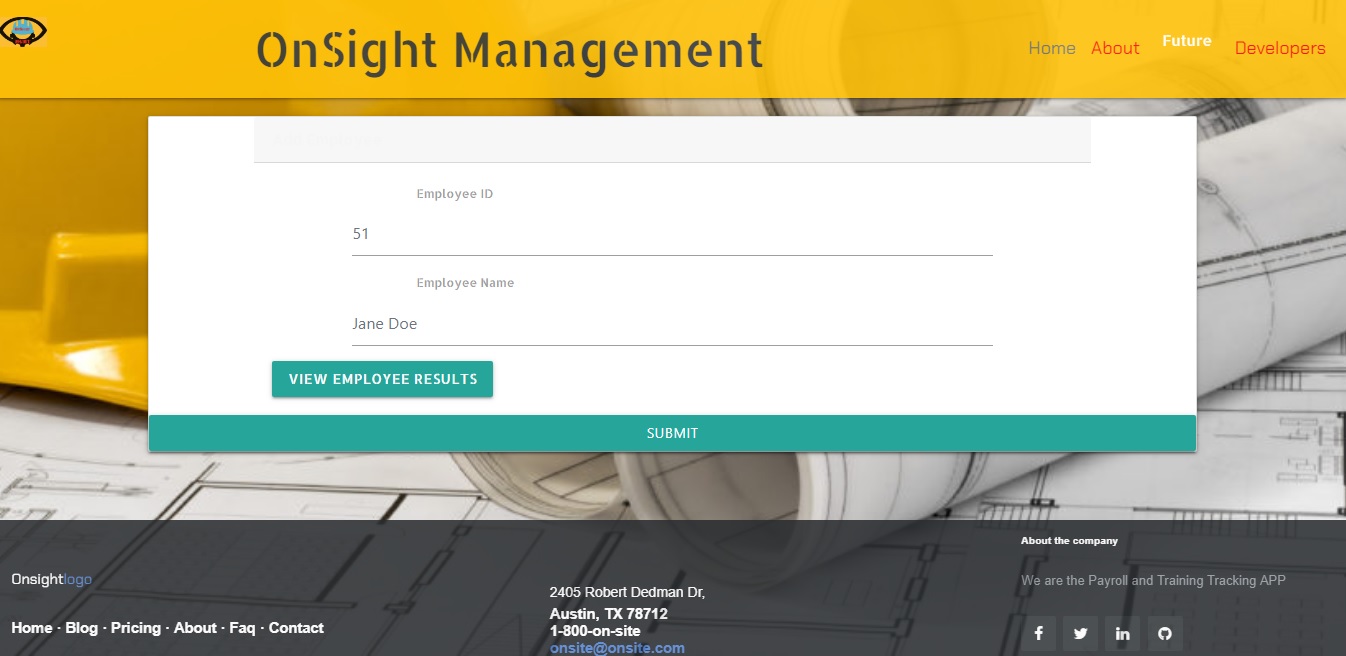 OnSight Management
Home About Future Developers
Employee ID
51
Employee Name
Jane Doe
VIEW EMPLOYEE RESULTS
SUBMIT
Onsightlogo
Home · Blog · Pricing · About · Faq · Contact
2405 Robert Dedman Dr,
Austin, TX 78712
1-800-on-site
onsite@onsite.com
About the company
We are the Payroll and Training Tracking APP